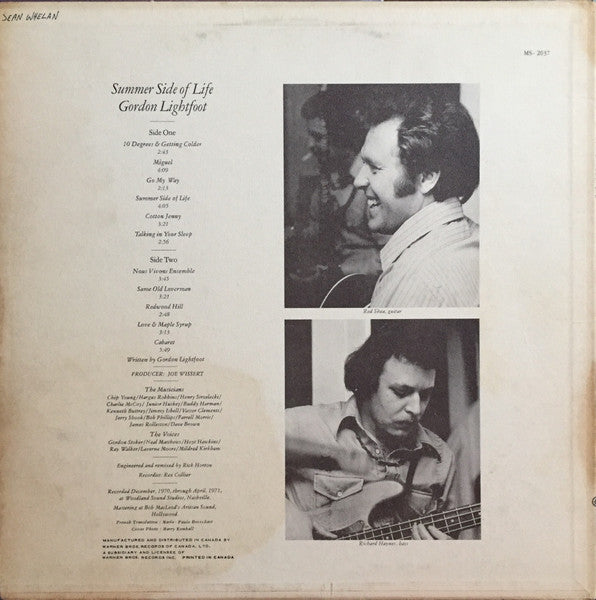 SEAN WHELAN
MS- 2037
Summer Side of Life
Gordon Lightfoot
Side One
10 Degrees & Getting Colder
2:43
Miguel
4:09
Go My Way
2:13
Summer Side of Life
4:05
Cotton Jenny
3:21
Talking in Your Sleep
2:56
Side Two
Nous Vivons Ensemble
3:45
Same Old Loverman
3:21
Redwood Hill
2:48
Love & Maple Syrup
3:13
Cabaret
5:49
Written by Gordon Lightfoot
PRODUCER: JOE WISSERT
The Musicians
Chip Young/Hargus Robbins/Henry Strzelecki/
Charlie McCoy/ Junior Huskey/Buddy Harman/
Kenneth Buttrey/Jimmy Isbell/Vassar Clements/
Jerry Shook/Bob Phillips/Farrell Morris/
James Rolleston/Dave Brown
The Voices
Gordon Stoker/Neal Matthews/Hoyt Hawkins/
Ray Walker/Laverna Moore/Mildred Kirkham
Engineered and remixed by Rick Horton
Recordist: Rex Collier
Recorded December, 1970, through April, 1971,
at Woodland Sound Studios, Nashville.
Mastering at Bob MacLeod's Artisan Sound,
Hollywood
French Translation:
Cover Photo : Barry Kendall
MANUFACTURED AND DISTRIBUTED IN CANADA BY
WARNER BROS. RECORDS OF CANADA, LTD.
A SUBSIDIARY AND LICENSEE OF
WARNER BROS. RECORDS INC. PRINTED IN CANADA
Red Shea, guitar
Richard Haynes, bass